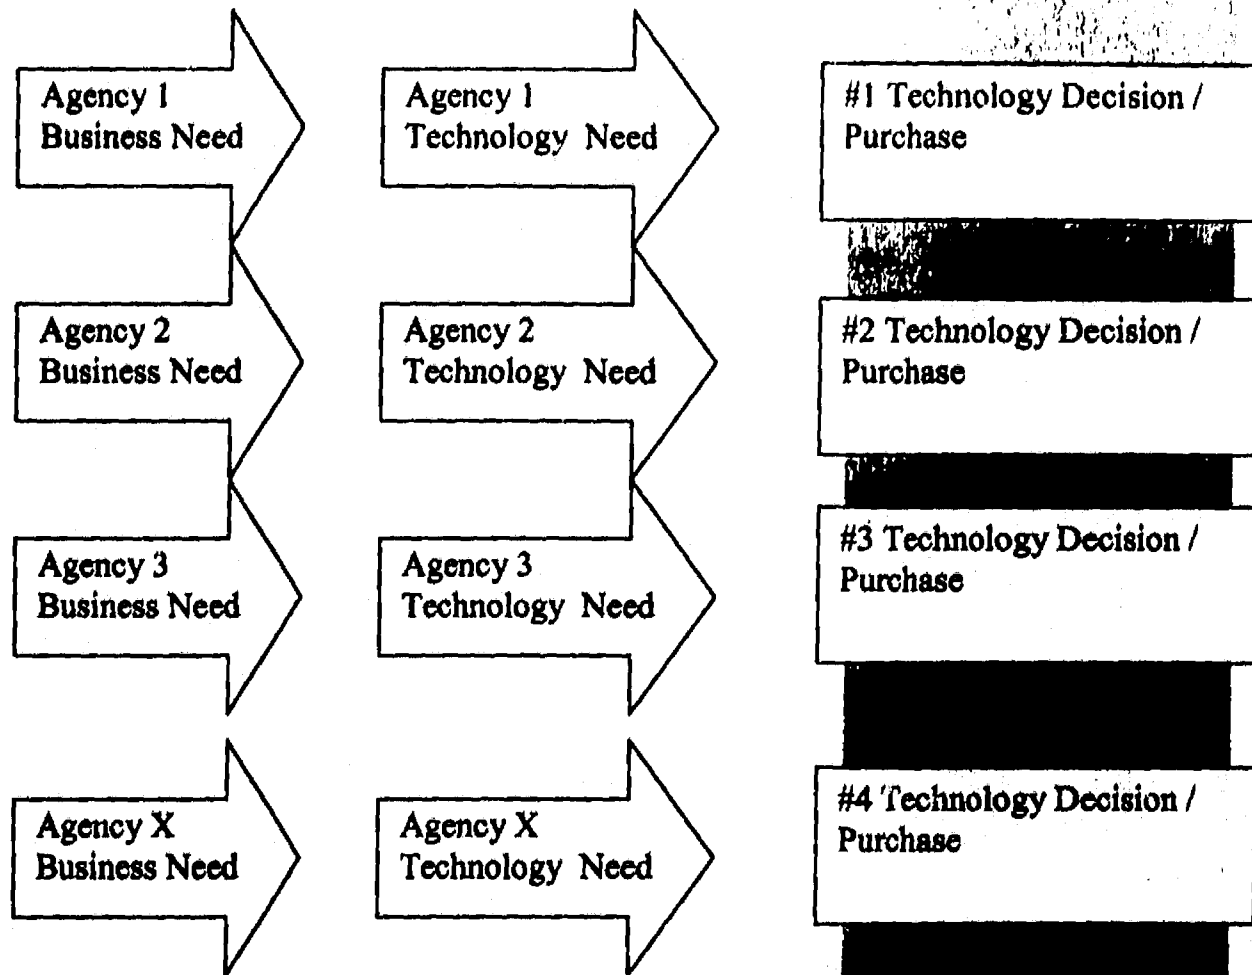 Agency 1
Business Need
Agency 1
Technology Need
#1 Technology Decision /
Purchase
Agency 2
Business Need
Agency 2
Technology Need
#2 Technology Decision /
Purchase
Agency 3
Business Need
Agency 3
Technology Need
#3 Technology Decision /
Purchase
Agency X
Business Need
Agency X
Technology Need
#4 Technology Decision /
Purchase